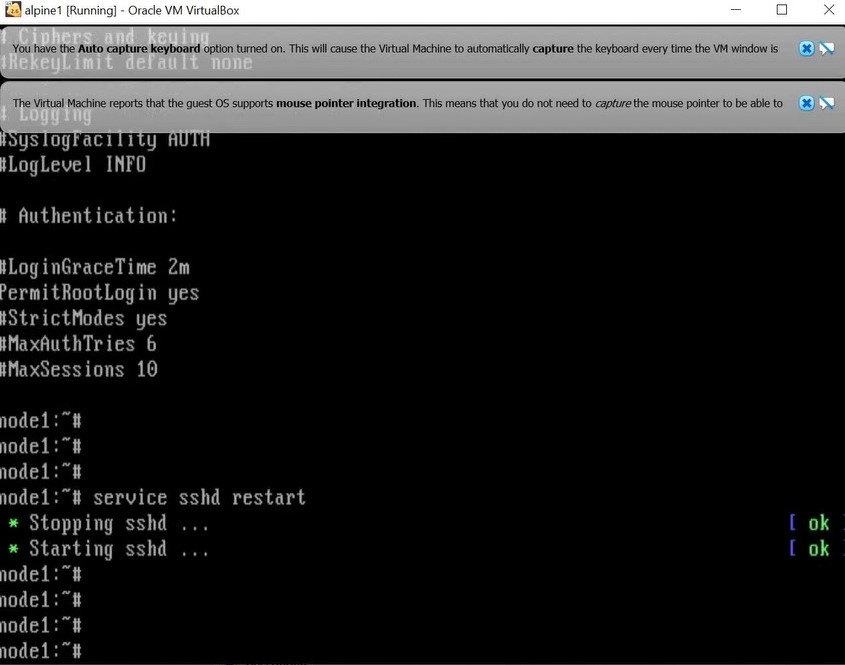 alpine1 [Running] - Oracle VM VirtualBox
# Ciphers and keying
You have the Auto capture keyboard option turned on. This will cause the Virtual Machine to automatically capture the keyboard every time the VM window is
#RekeyLimit default none
The Virtual Machine reports that the guest OS supports mouse pointer integration. This means that you do not need to capture the mouse pointer to be able to
# Logging
#SyslogFacility AUTH
#LogLevel INFO
# Authentication:
#LoginGraceTime 2m
PermitRootLogin yes
#StrictModes yes
#MaxAuthTries 6
#MaxSessions 10
node1:~#
node1:~#
node1:~#
node1:~# service sshd restart
* Stopping sshd ... [ ok ]
* Starting sshd ... [ ok ]
node1:~#
node1:~#
node1:~#
node1:~#